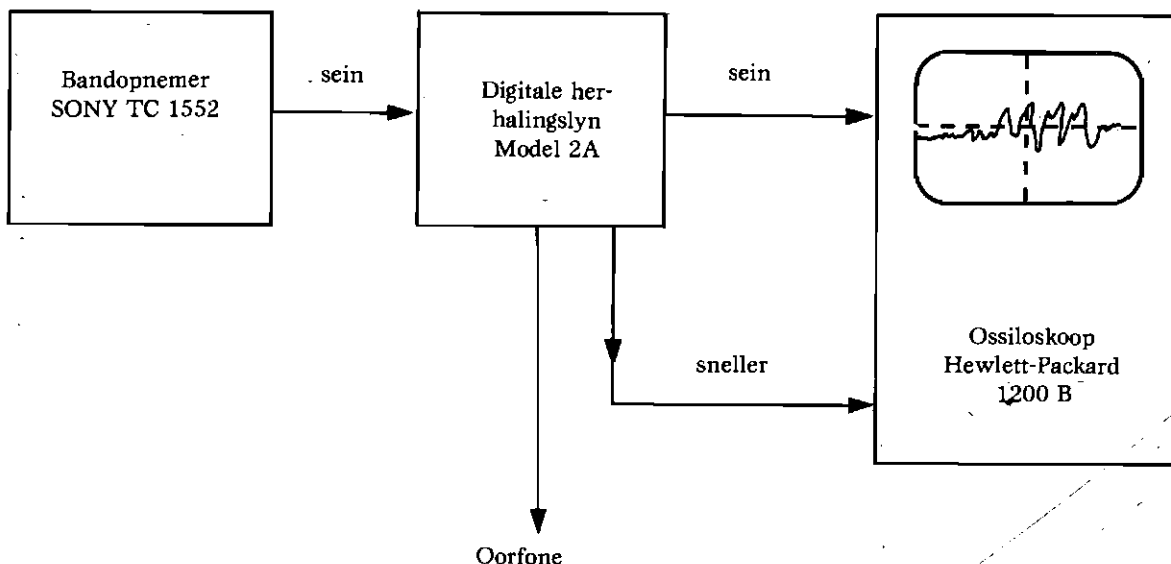 Bandopnemer
SONY TC 1552
sein
Digitale her-
halingslyn
Model 2A
sein
Ossiloskoop
Hewlett-Packard
1200 B
sneller
Oorfone